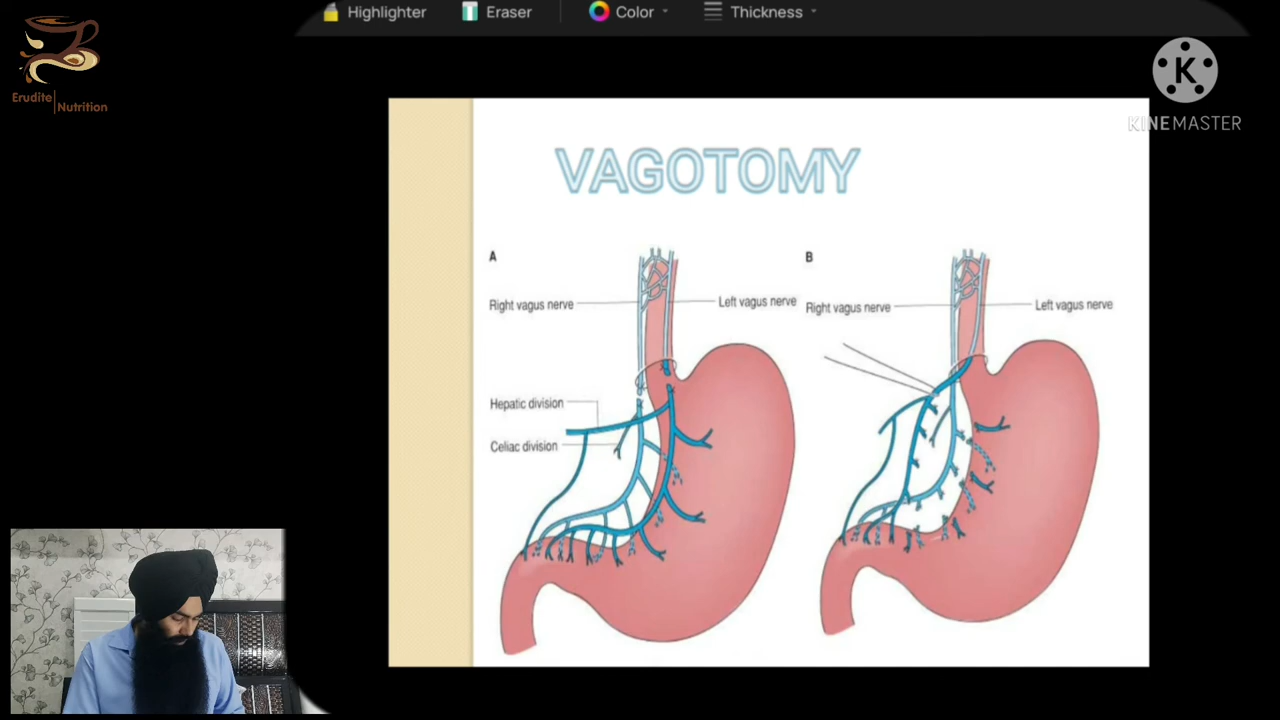 Highlighter Eraser Color Thickness
Erudite Nutrition
K
KINEMASTER
VAGOTOMY
A
B
Right vagus nerve
Left vagus nerve
Right vagus nerve
Left vagus nerve
Hepatic division
Celiac division